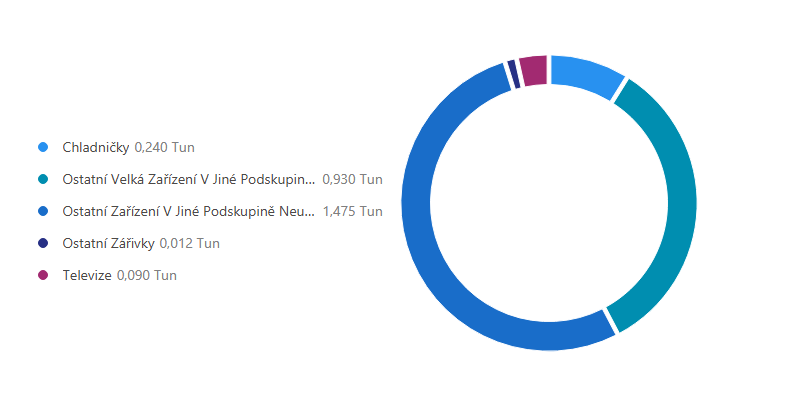 Chladničky 0,240 Tun
Ostatní Velká Zařízení V Jiné Podskupin... 0,930 Tun
Ostatní Zařízení V Jiné Podskupině Neu... 1,475 Tun
Ostatní Zářivky 0,012 Tun
Televize 0,090 Tun